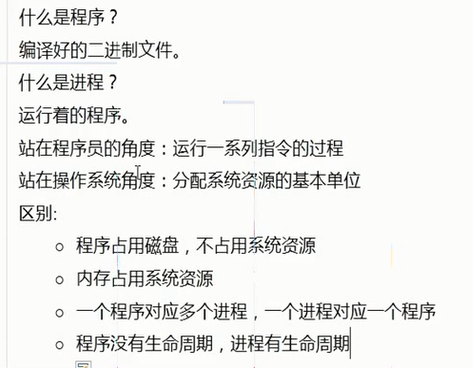 什么是程序？
编译好的二进制文件。
什么是进程？
运行着的程序。
站在程序员的角度：运行一系列指令的过程
站在操作系统角度：分配系统资源的基本单位
区别:
程序占用磁盘，不占用系统资源
内存占用系统资源
一个程序对应多个进程，一个进程对应一个程序
程序没有生命周期，进程有生命周期